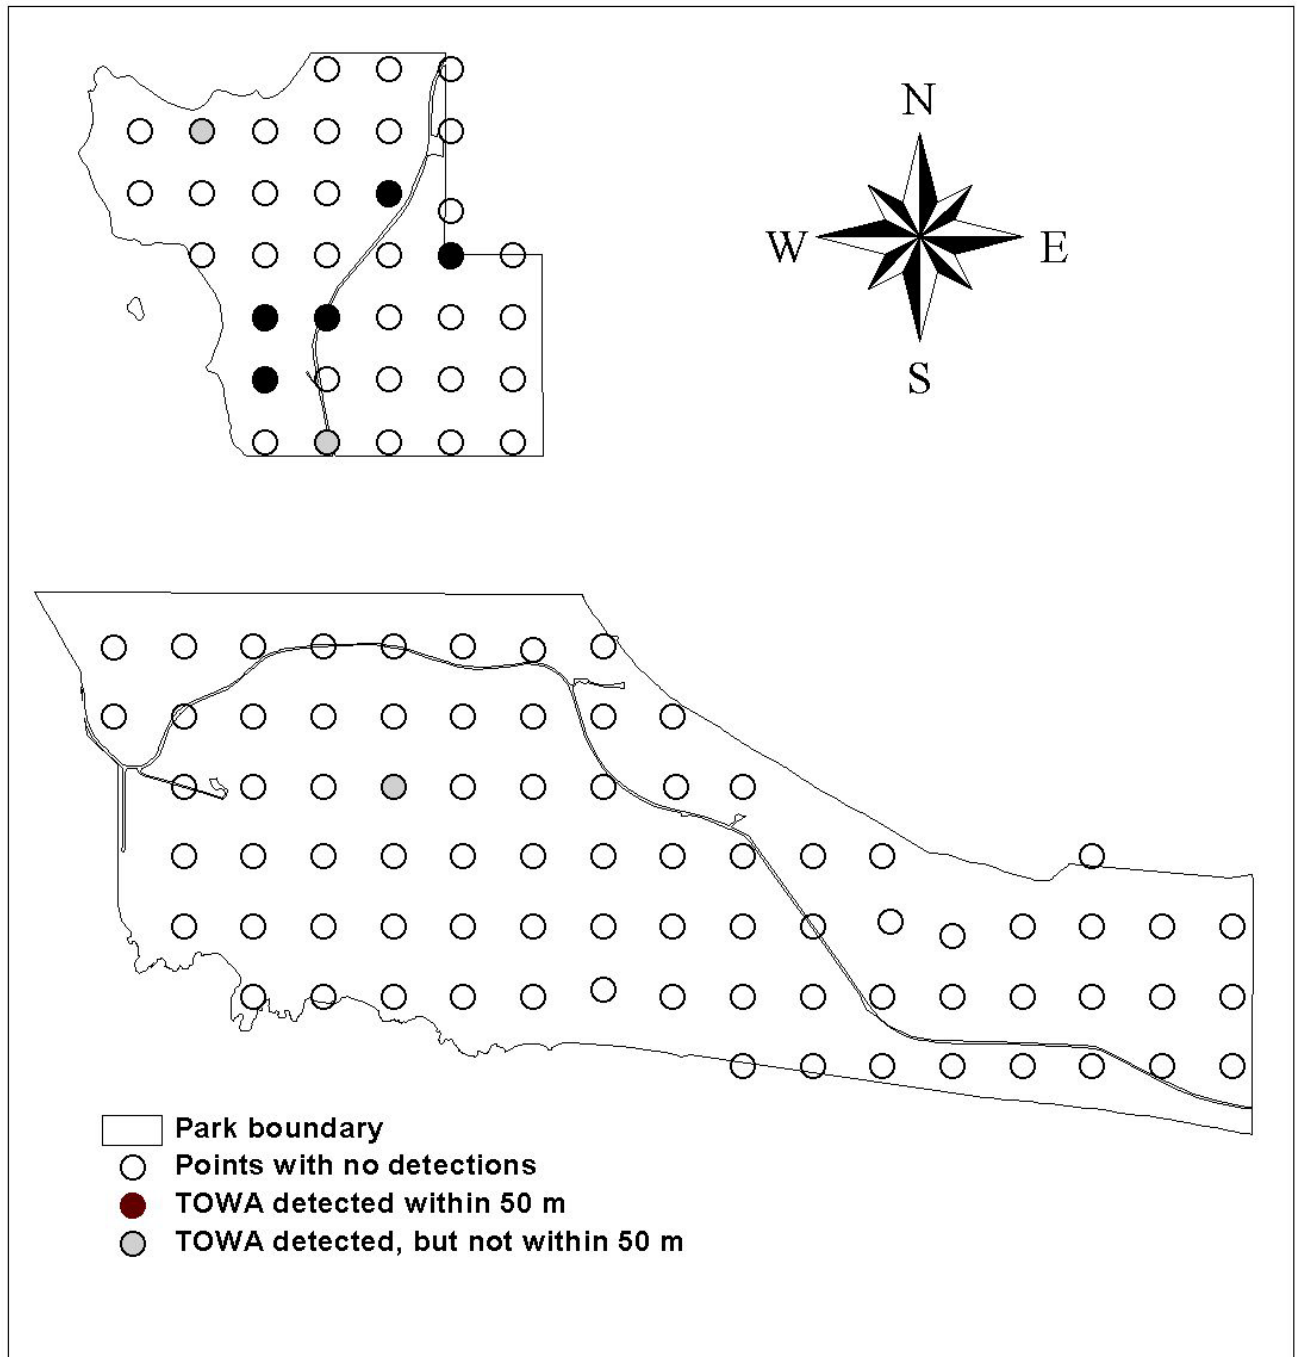 N
W E
S
Park boundary
Points with no detections
TOWA detected within 50 m
TOWA detected, but not within 50 m